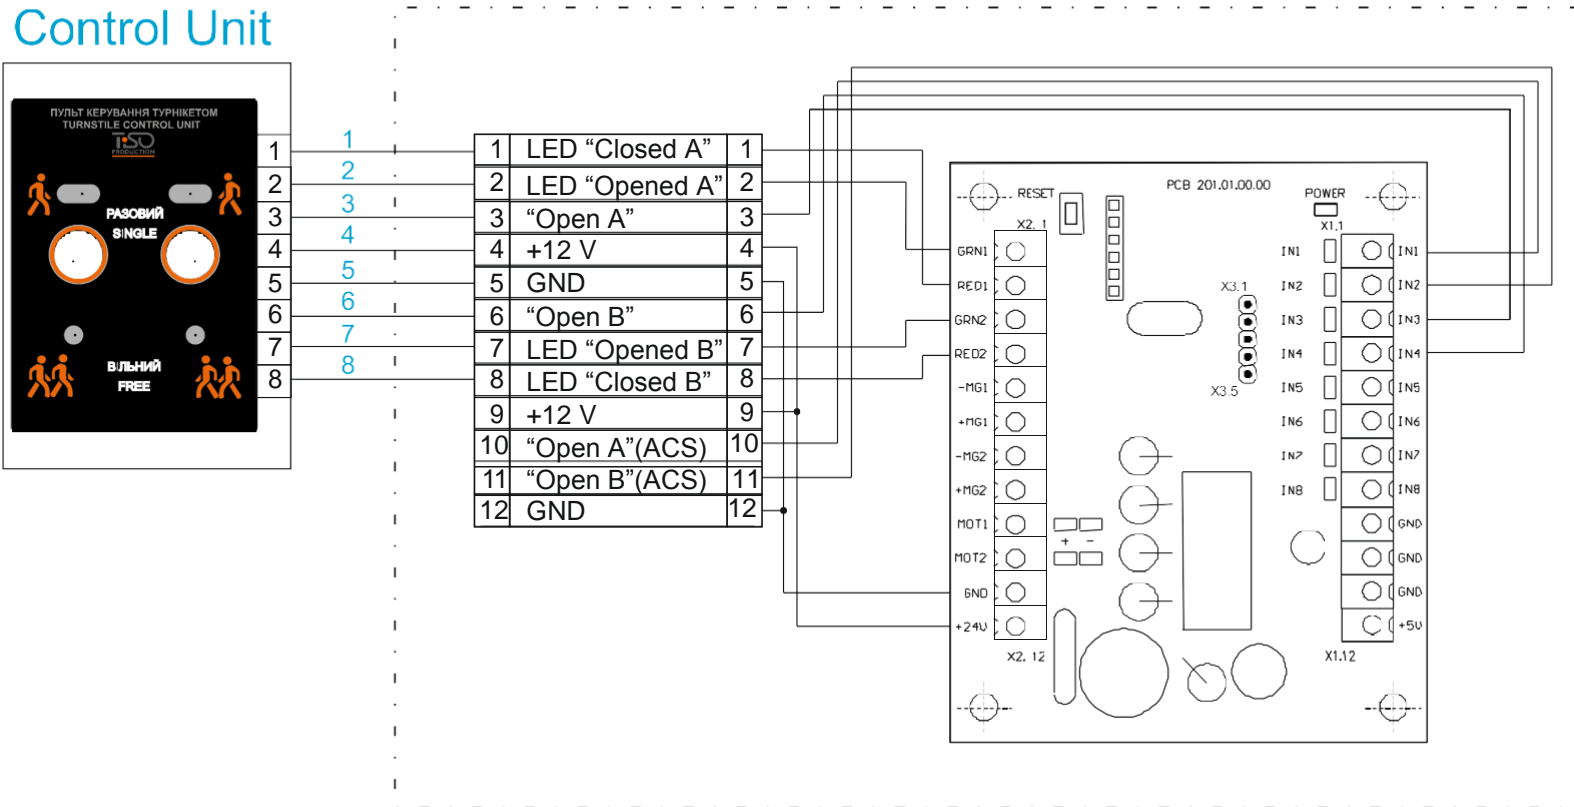 Control Unit
ПУЛЬТ КЕРУВАННЯ ТУРНІКЕТОМ
TURNSTILE CONTROL UNIT
TiSO
PRODUCTION
РАЗОВИЙ
SINGLE
ВІЛЬНИЙ
FREE
1
2
3
4
5
6
7
8
1
2
3
4
5
6
7
8
1 LED “Closed A” 1
2 LED “Opened A” 2
3 “Open A” 3
4 +12 V 4
5 GND 5
6 “Open B” 6
7 LED “Opened B” 7
8 LED “Closed B” 8
9 +12 V 9
10 “Open A”(ACS) 10
11 “Open B”(ACS) 11
12 GND 12
PCB 201.01.00.00
RESET
POWER
X2. 1
GRN1
RED1
GRN2
RED2
-MG1
+MG1
-MG2
+MG2
MOT1
MOT2
GND
+24V
X2. 12
+ -
X3.1
X3.5
X1.1
IN1 IN1
IN2 IN2
IN3 IN3
IN4 IN4
IN5 IN5
IN6 IN6
IN7 IN7
IN8 IN8
GND
GND
GND
+5V
X1.12